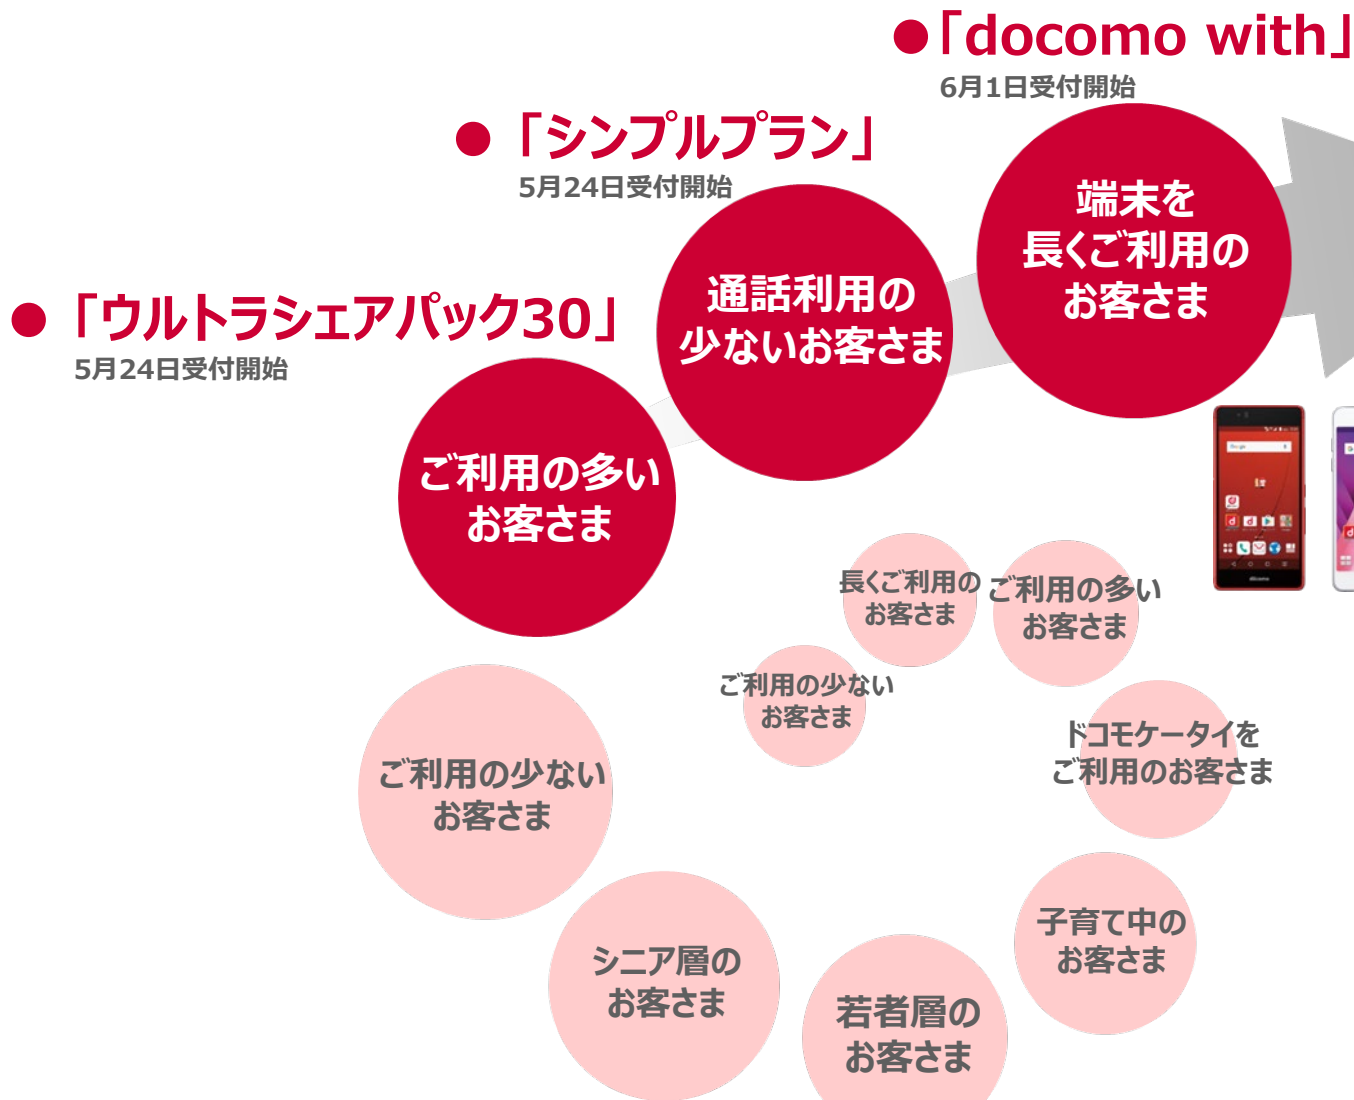 ●「docomo with」
6月1日受付開始
●「シンプルプラン」
5月24日受付開始
端末を
長くご利用の
お客さま
通話利用の
少ないお客さま
●「ウルトラシェアパック30」
5月24日受付開始
ご利用の多い
お客さま
長くご利用の
お客さま
ご利用の多い
お客さま
ご利用の少ない
お客さま
ドコモケータイを
ご利用のお客さま
ご利用の少ない
お客さま
子育て中の
お客さま
シニア層の
お客さま
若者層の
お客さま